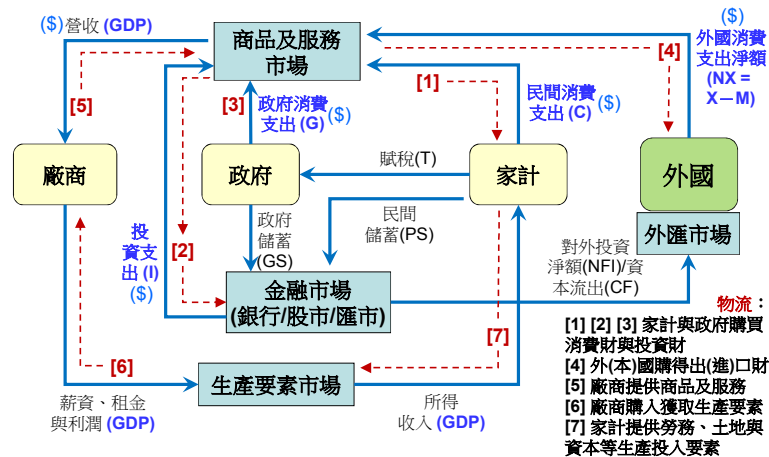 ($)營收 (GDP)
商品及服務
市場
[4]
($)
外國消費
支出淨額
(NX =
X—M)
[5]
[3]
政府消費
支出 (G) ($)
[1]
民間消費
支出 (C) ($)
廠商
政府
賦稅(T)
家計
外國
外匯市場
投
資支
出 (I)
($)
[2]
政府
儲蓄
(GS)
民間
儲蓄(PS)
對外投資
淨額(NFI)/資
本流出(CF)
金融市場
(銀行/股市/匯市)
[7]
[6]
生產要素市場
薪資、租金
與利潤 (GDP)
所得
收入 (GDP)
物流：
[1] [2] [3] 家計與政府購買
消費財與投資財
[4] 外(本)國購得出(進)口財
[5] 廠商提供商品及服務
[6] 廠商購入獲取生產要素
[7] 家計提供勞務、土地與
資本等生產投入要素